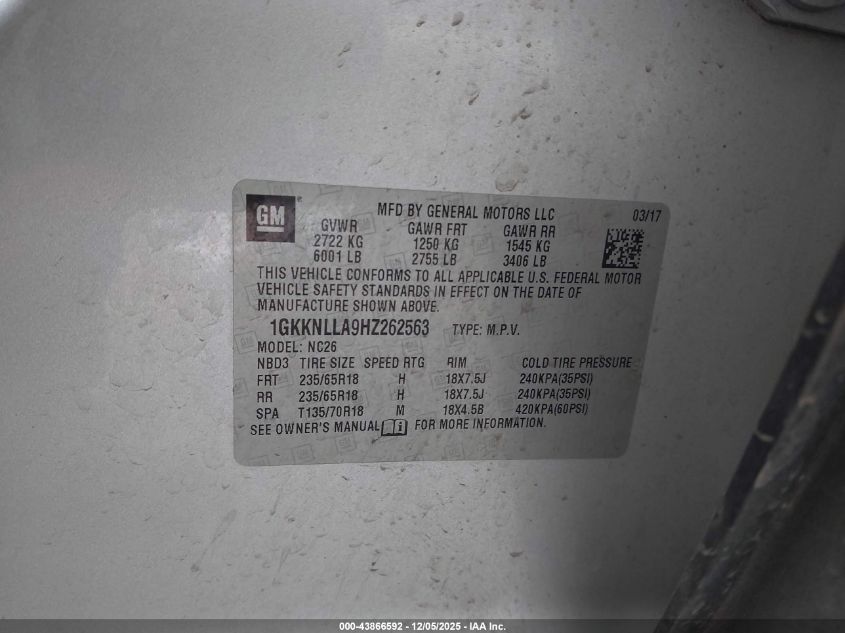 GM ®
MFD BY GENERAL MOTORS LLC 03/17
GVWR GAWR FRT GAWR RR
2722 KG 1250 KG 1545 KG
6001 LB 2755 LB 3406 LB
THIS VEHICLE CONFORMS TO ALL APPLICABLE U.S. FEDERAL MOTOR
VEHICLE SAFETY STANDARDS IN EFFECT ON THE DATE OF
MANUFACTURE SHOWN ABOVE.
1GKKNLLA9HZ262563 TYPE: M.P.V.
MODEL: NC26
NBD3 TIRE SIZE SPEED RTG RIM COLD TIRE PRESSURE
FRT 235/65R18 H 18X7.5J 240KPA(35PSI)
RR 235/65R18 H 18X7.5J 240KPA(35PSI)
SPA T135/70R18 M 18X4.5B 420KPA(60PSI)
SEE OWNER'S MANUAL i FOR MORE INFORMATION.
000-43866592 - 12/05/2025 - IAA Inc.